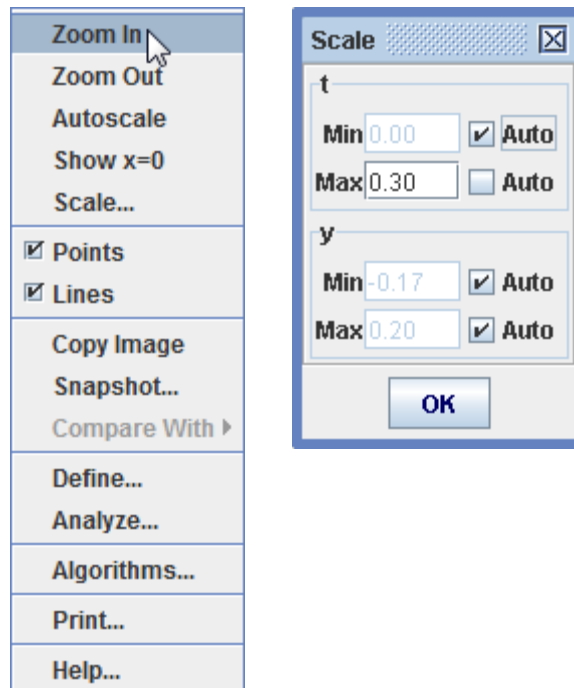 Zoom In
Zoom Out
Autoscale
Show x=0
Scale...
Points
Lines
Copy Image
Snapshot...
Compare With
Define...
Analyze...
Algorithms...
Print...
Help...
Scale
t
Min 0.00 Auto
Max 0.30 Auto
y
Min -0.17 Auto
Max 0.20 Auto
OK